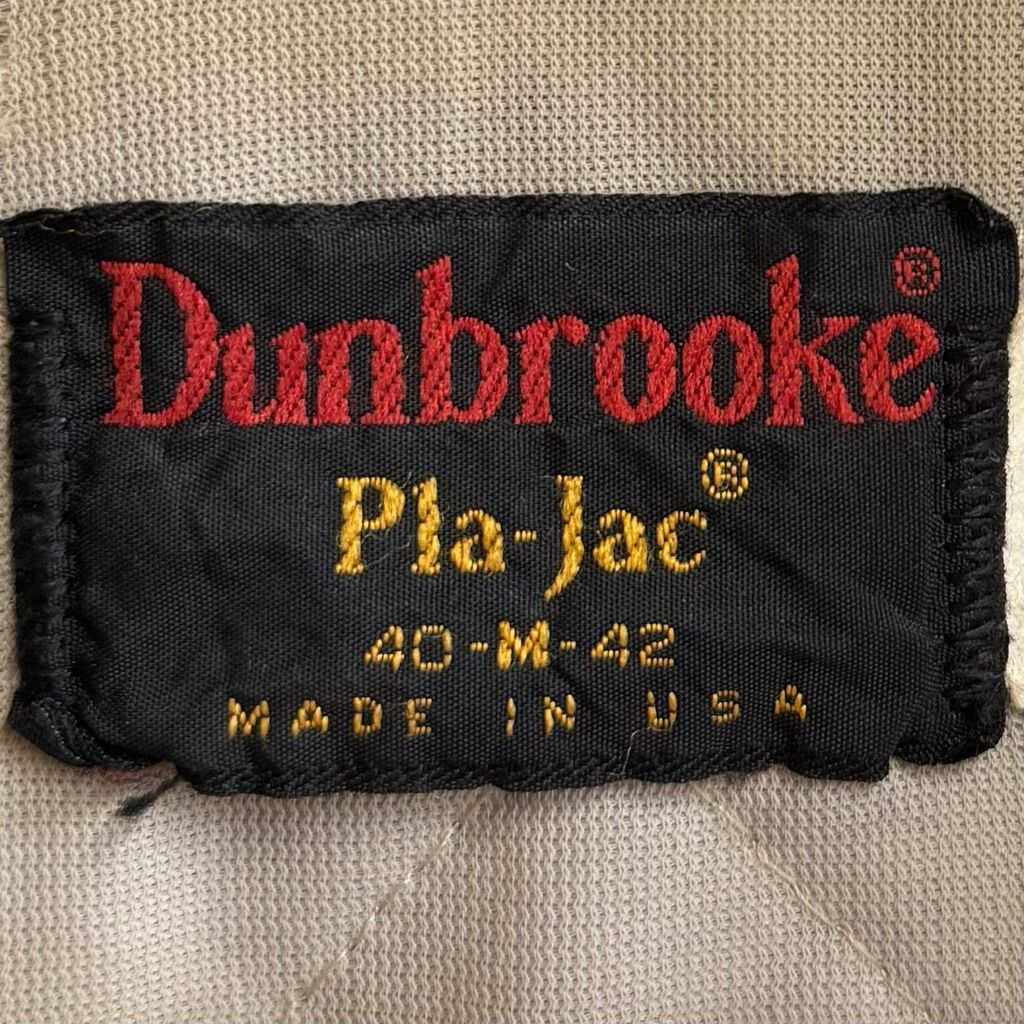 Dunbrooke®
Pla-Jac®
40-M-42
MADE IN USA